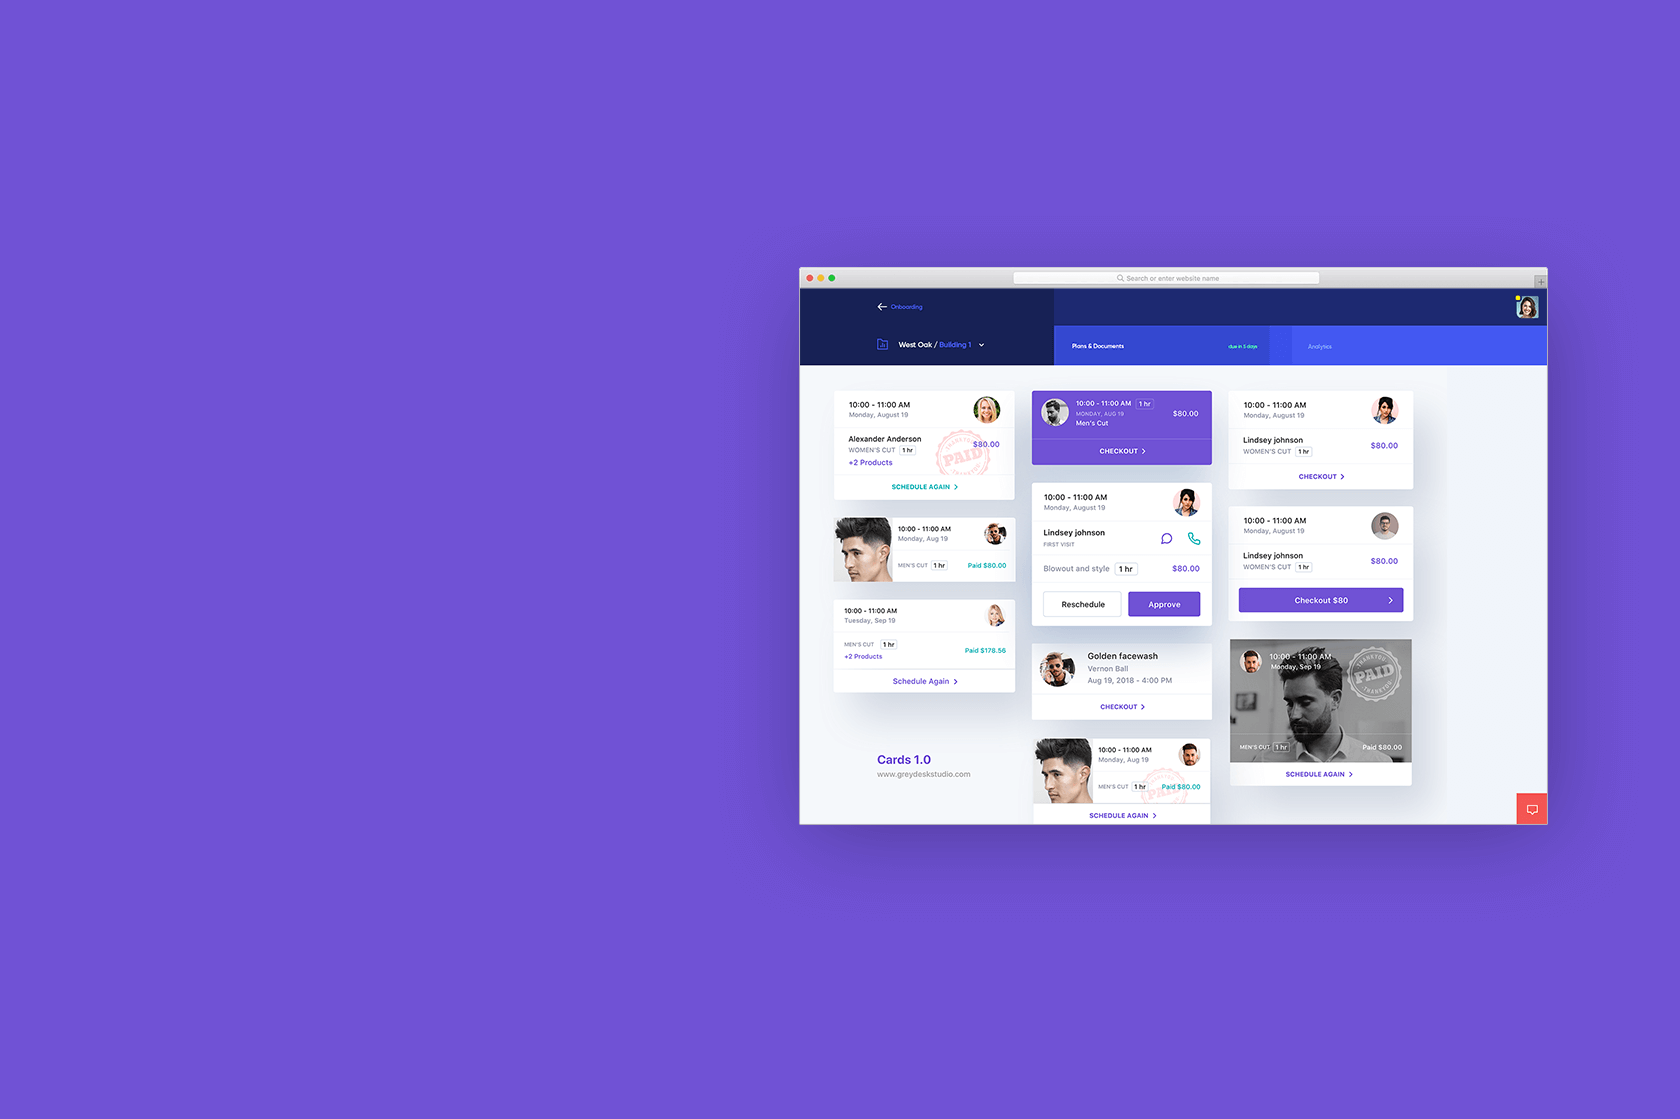 Search or enter website name
Onboarding
West Oak / Building 1
Plans & Documents
due in 5 days
Analytics
10:00 - 11:00 AM
Monday, August 19
Alexander Anderson
WOMEN'S CUT 1 hr
+2 Products
$80.00
THANKYOU
PAID
THANKYOU
SCHEDULE AGAIN
10:00 - 11:00 AM
Monday, Aug 19
MEN'S CUT 1 hr
Paid $80.00
10:00 - 11:00 AM
Tuesday, Sep 19
MEN'S CUT 1 hr
+2 Products
Paid $178.56
Schedule Again
Cards 1.0
www.greydeskstudio.com
10:00 - 11:00 AM 1 hr
MONDAY, AUG 19
Men's Cut
$80.00
CHECKOUT
10:00 - 11:00 AM
Monday, August 19
Lindsey johnson
FIRST VISIT
Blowout and style 1 hr
$80.00
Reschedule
Approve
Golden facewash
Vernon Ball
Aug 19, 2018 - 4:00 PM
CHECKOUT
10:00 - 11:00 AM
Monday, Aug 19
MEN'S CUT 1 hr
Paid $80.00
PAID
SCHEDULE AGAIN
10:00 - 11:00 AM
Monday, August 19
Lindsey johnson
WOMEN'S CUT 1 hr
$80.00
CHECKOUT
10:00 - 11:00 AM
Monday, August 19
Lindsey johnson
WOMEN'S CUT 1 hr
$80.00
Checkout $80
10:00 - 11:00 AM
Monday, Sep 19
THANKYOU
PAID
THANKYOU
MEN'S CUT 1 hr
Paid $80.00
SCHEDULE AGAIN